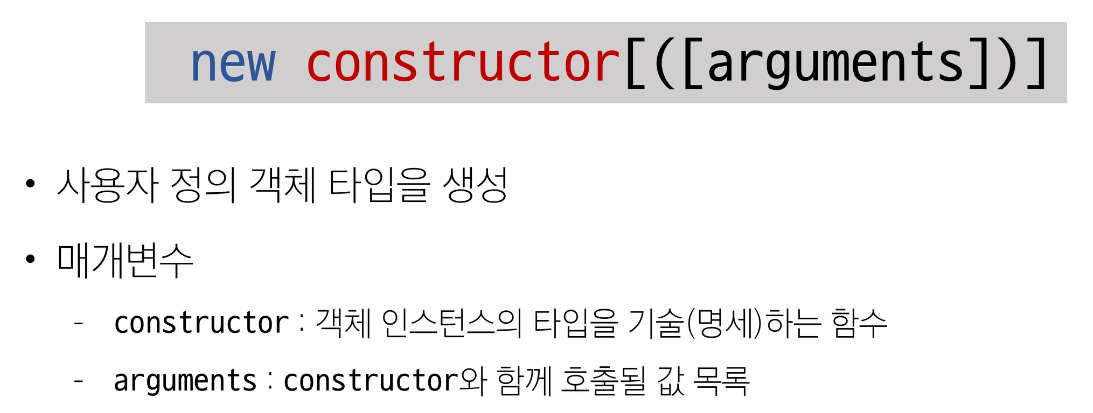 new constructor[([arguments])]
• 사용자 정의 객체 타입을 생성
• 매개변수
- constructor : 객체 인스턴스의 타입을 기술(명세)하는 함수
- arguments : constructor와 함께 호출될 값 목록